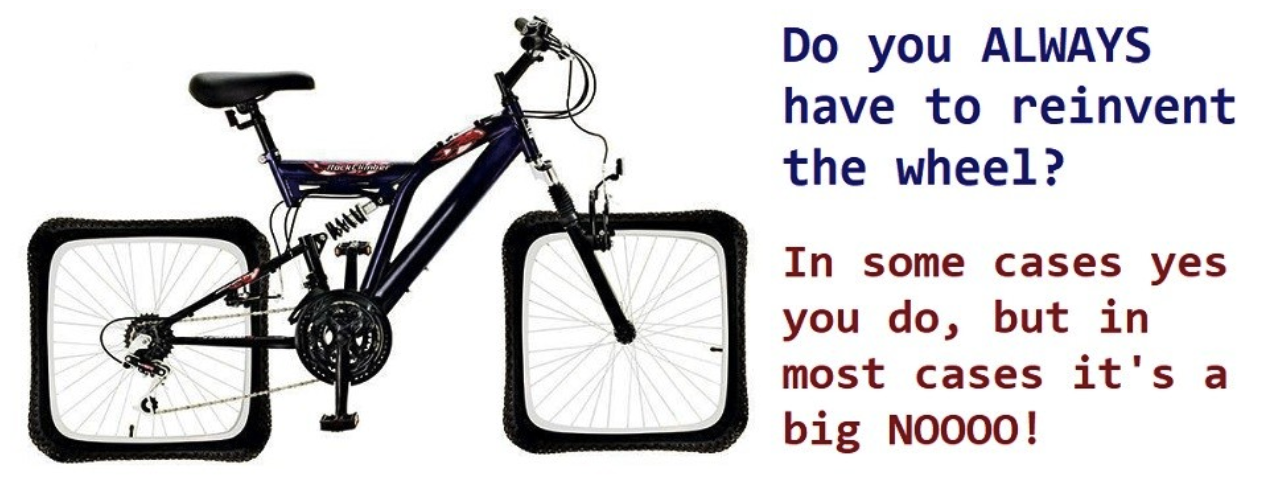 RockClimber
Do you ALWAYS
have to reinvent
the wheel?
In some cases yes
you do, but in
most cases it's a
big NOOOO!